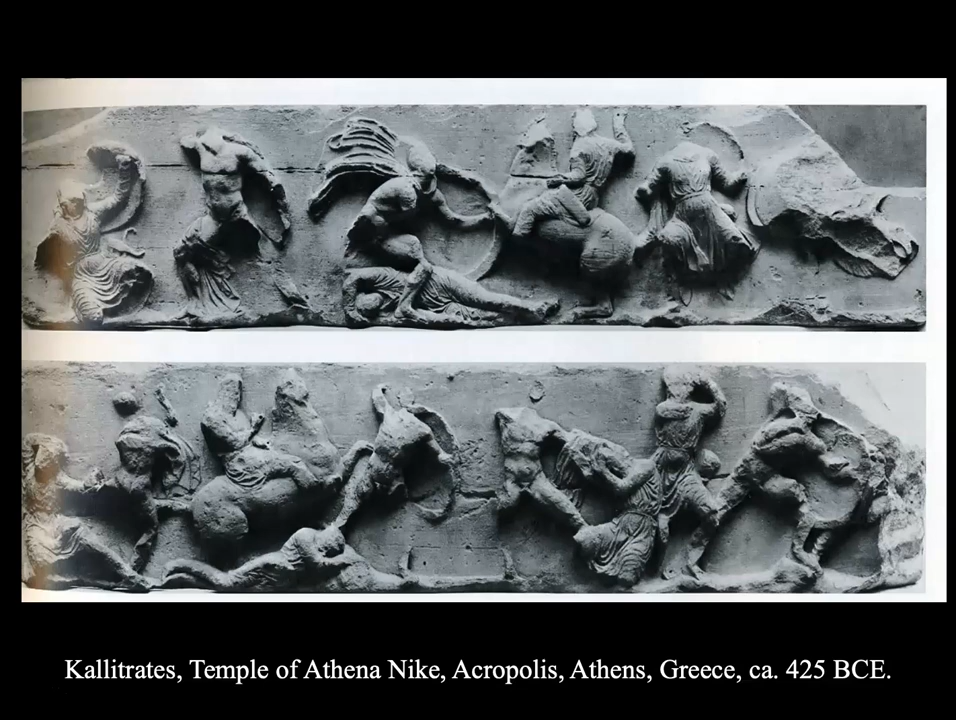 Kallitrates, Temple of Athena Nike, Acropolis, Athens, Greece, ca. 425 BCE.